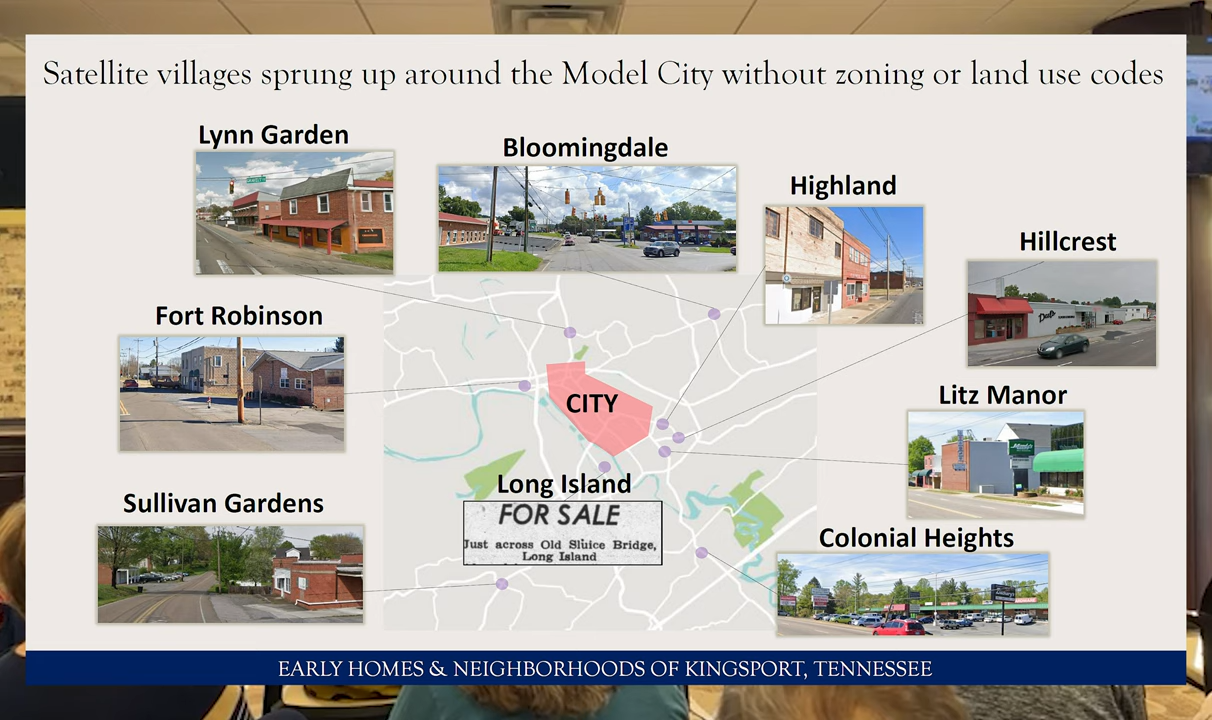 Satellite villages sprung up around the Model City without zoning or land use codes
Lynn Garden
Bloomingdale
Highland
Hillcrest
Fort Robinson
CITY
Litz Manor
Long Island
FOR SALE
Just across Old Sluice Bridge,
Long Island
Sullivan Gardens
Colonial Heights
EARLY HOMES & NEIGHBORHOODS OF KINGSPORT, TENNESSEE